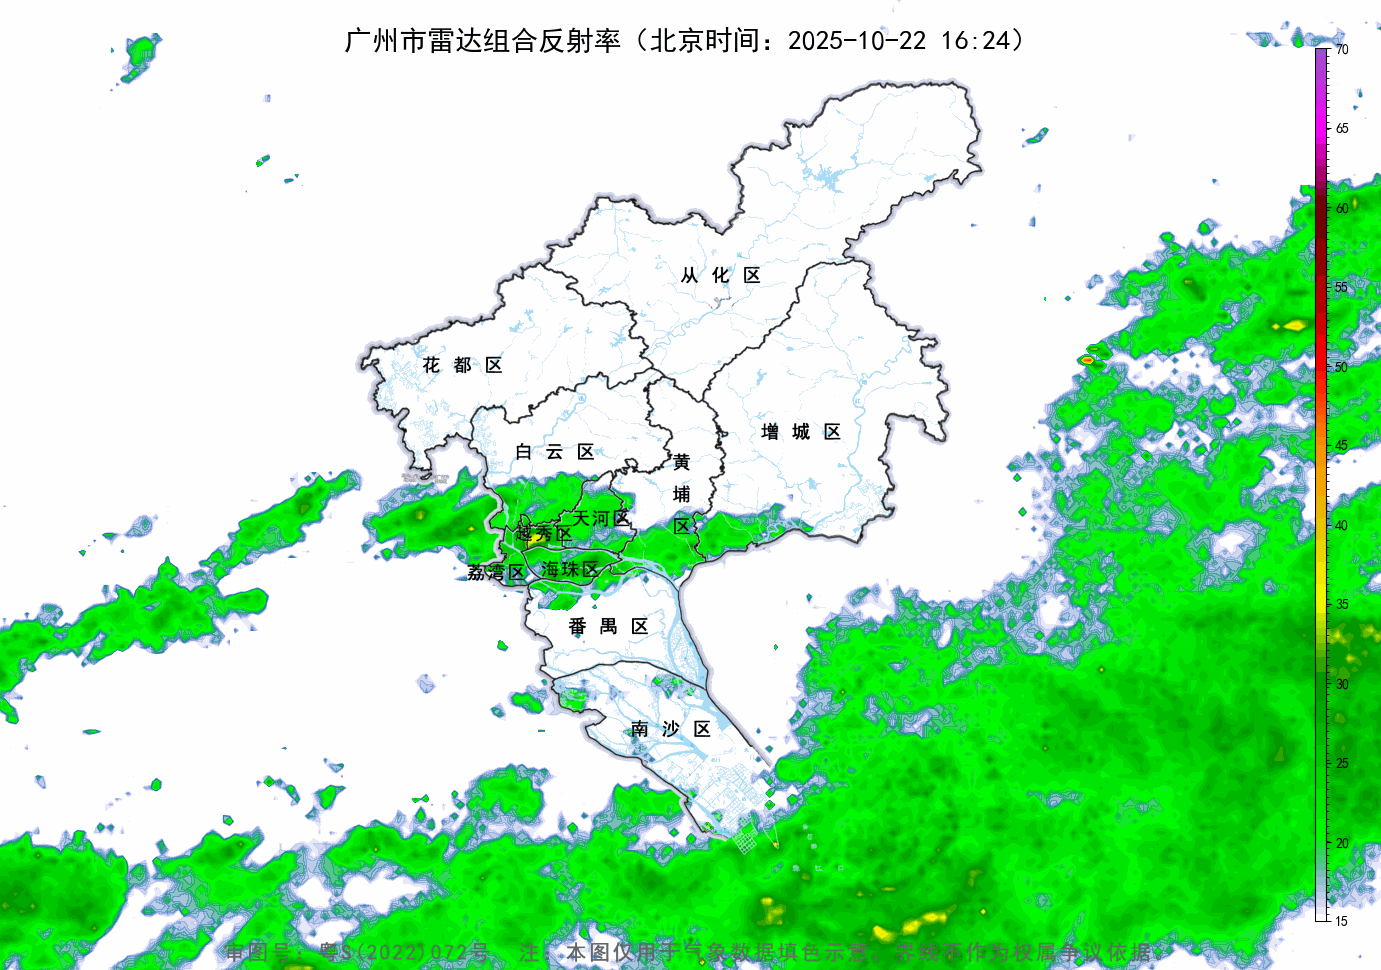 广州市雷达组合反射率（北京时间：2025-10-22 16:24）
70
65
60
55
50
45
40
35
30
25
20
15
从化区
花都区
增城区
白云区
黄埔区
天河区
越秀区
海珠区
荔湾区
番禺区
南沙区
审图号：粤S(2022)072号 注：本图仅用于气象数据填色示意，界线不作为权属争议依据。